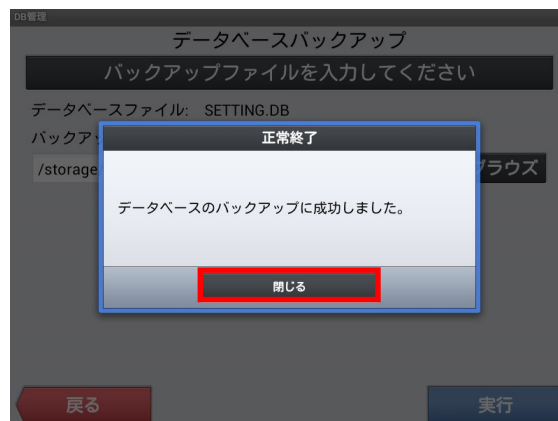 DB管理
データベースバックアップ
バックアップファイルを入力してください
データベースファイル: SETTING.DB
バックア
正常終了
/storage
ブラウズ
データベースのバックアップに成功しました。
閉じる
戻る
実行